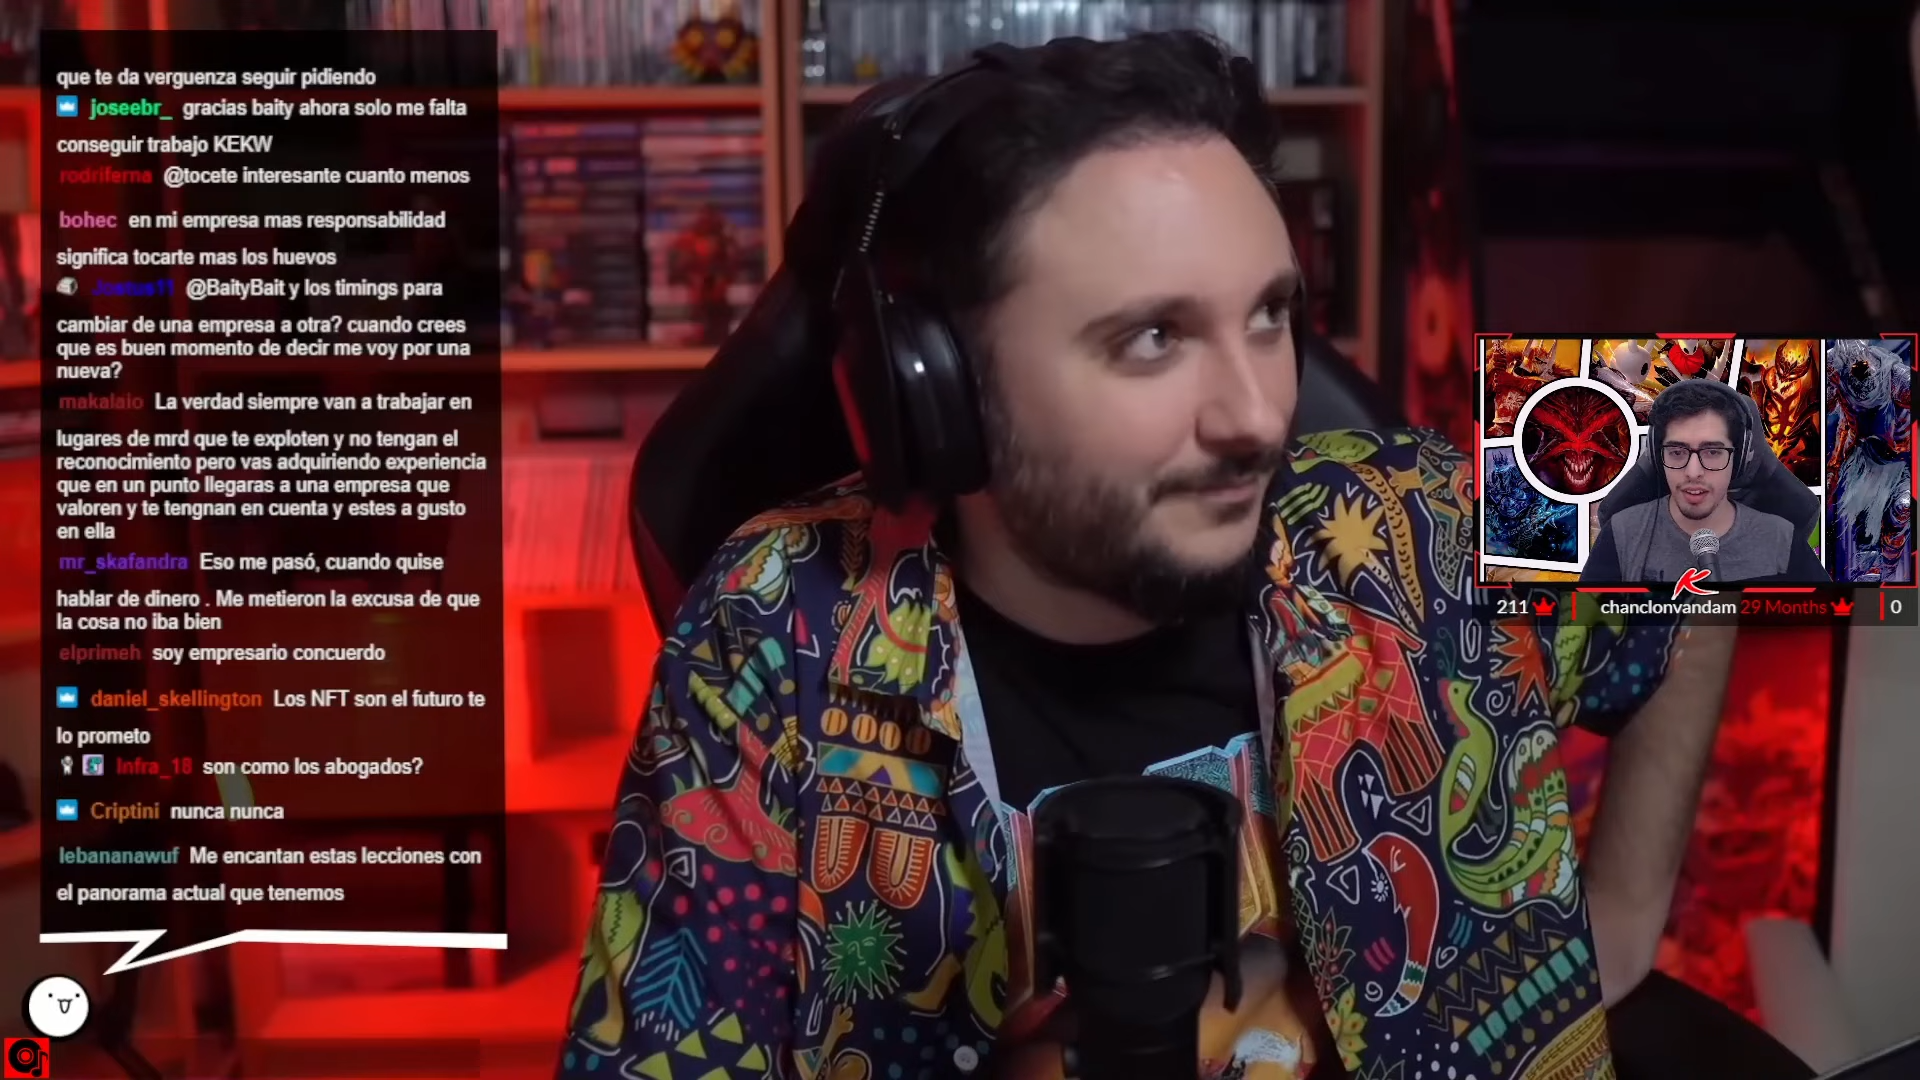 que te da verguenza seguir pidiendo
joseebr_ gracias baity ahora solo me falta
conseguir trabajo KEKW
rodriferna @tocete interesante cuanto menos
bohec en mi empresa mas responsabilidad
significa tocarte mas los huevos
@BaityBait y los timings para
cambiar de una empresa a otra? cuando crees
que es buen momento de decir me voy por una
nueva?
makalaio La verdad siempre van a trabajar en
lugares de mrd que te exploten y no tengan el
reconocimiento pero vas adquiriendo experiencia
que en un punto llegaras a una empresa que
valoren y te tengnan en cuenta y estes a gusto
en ella
mr_skafandra Eso me pasó, cuando quise
hablar de dinero . Me metieron la excusa de que
la cosa no iba bien
elprimeh soy empresario concuerdo
daniel_skellington Los NFT son el futuro te
lo prometo
Infra_18 son como los abogados?
Criptini nunca nunca
lebananawuf Me encantan estas lecciones con
el panorama actual que tenemos
K
211
chanclonvandam 29 Months
0